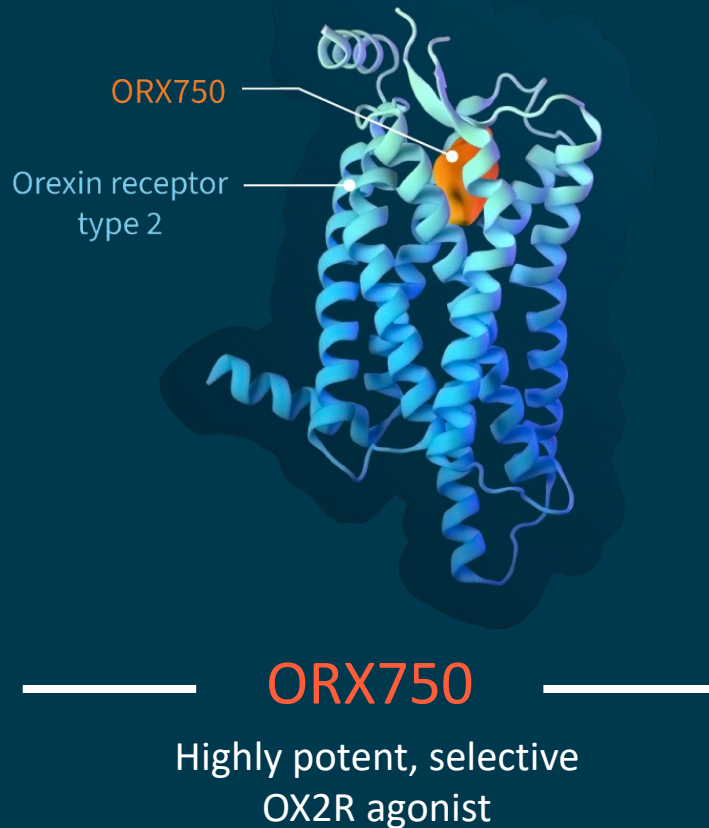 ORX750
Orexin receptor
type 2
ORX750
Highly potent, selective
OX2R agonist